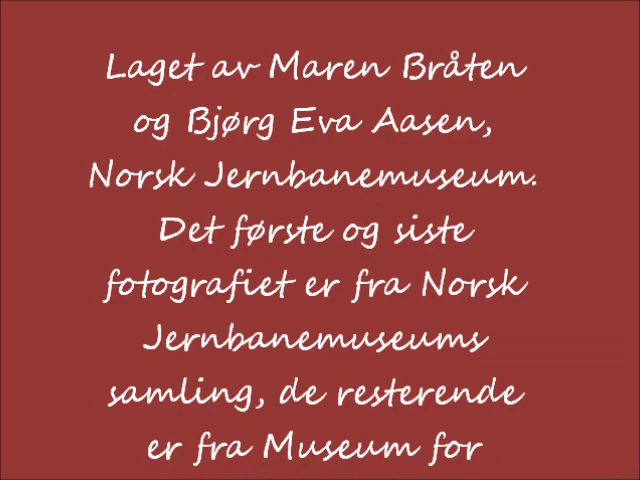 Laget av Maren Bråten
og Bjørg Eva Aasen,
Norsk Jernbanemuseum.
Det første og siste
fotografiet er fra Norsk
Jernbanemuseums
samling, de resterende
er fra Museum for